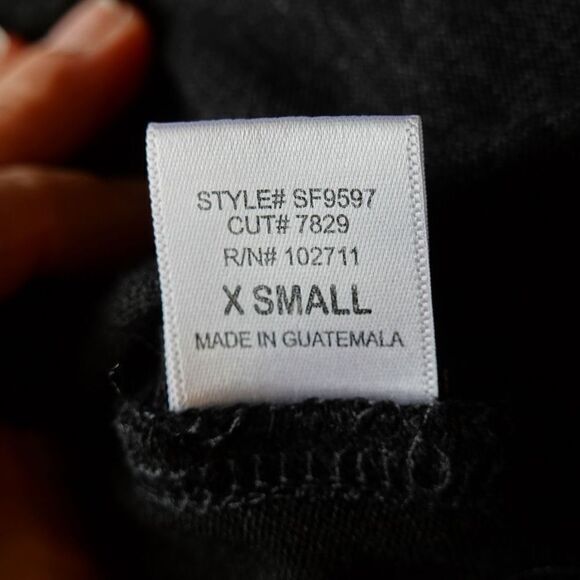 STYLE# SF9597
CUT# 7829
R/N# 102711
X SMALL
MADE IN GUATEMALA